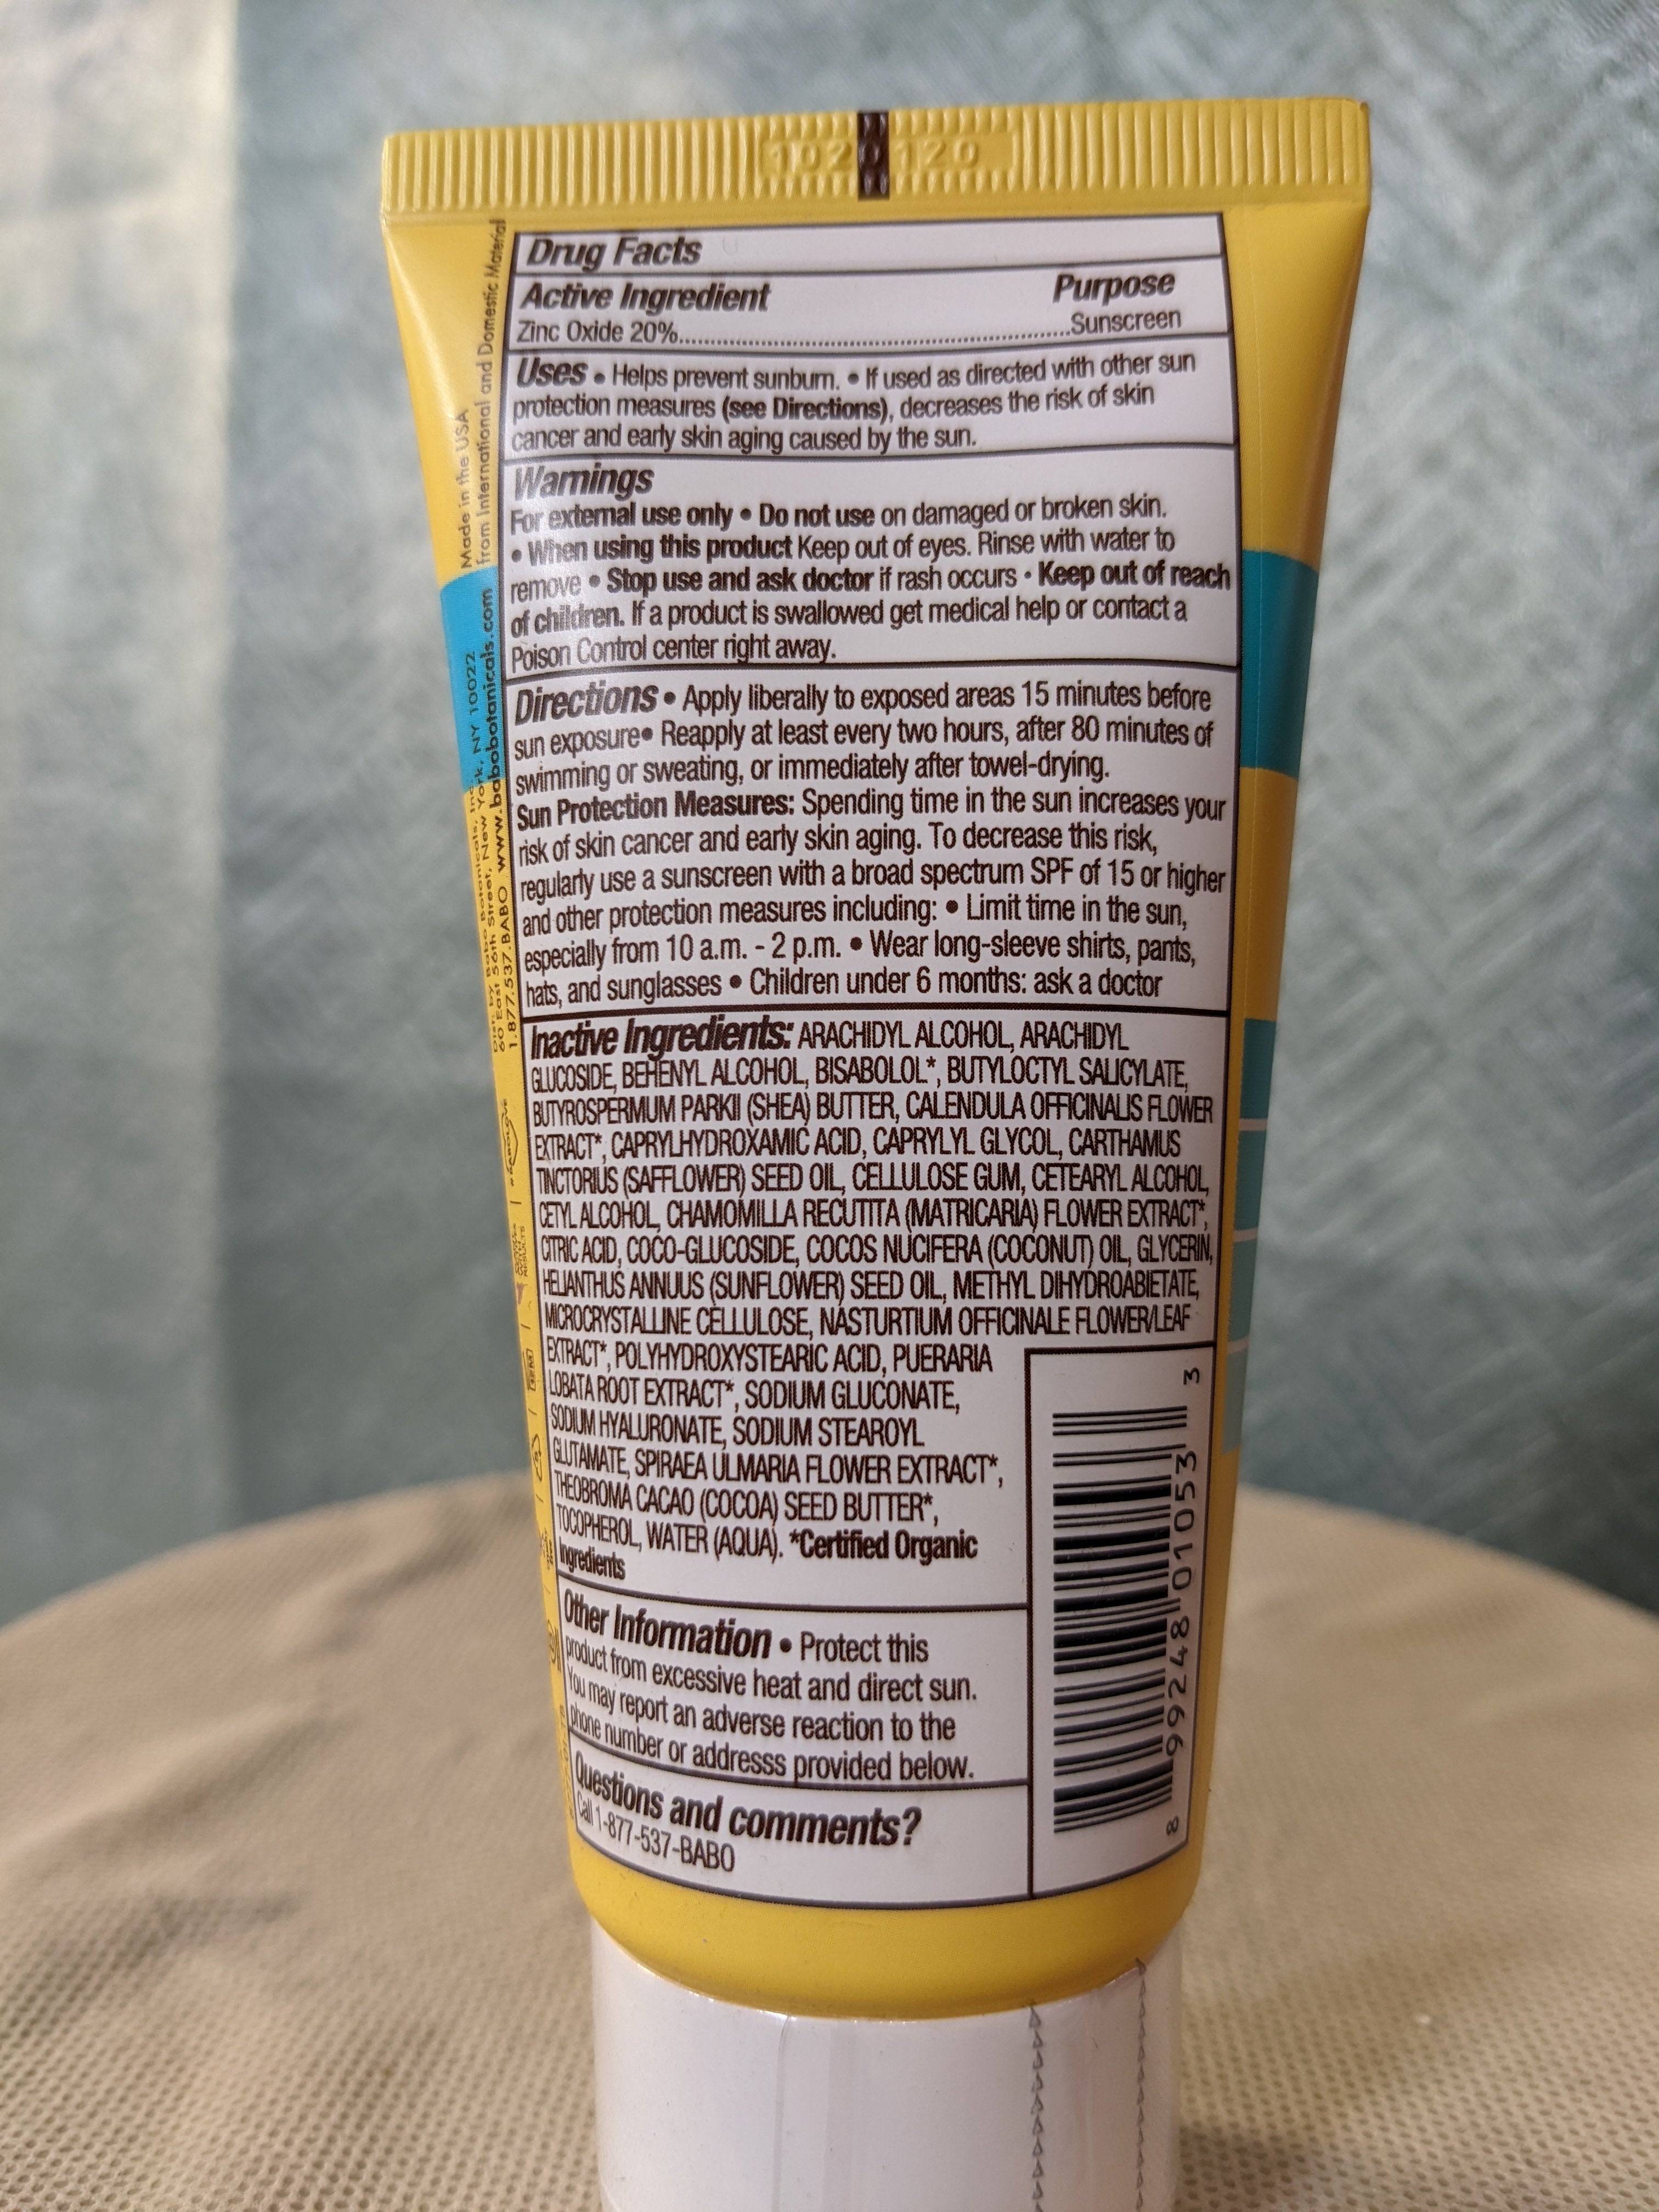 1020120
Drug Facts
Active Ingredient Purpose
Zinc Oxide 20%..............................................................Sunscreen
Uses • Helps prevent sunburn. • If used as directed with other sun
protection measures (see Directions), decreases the risk of skin
cancer and early skin aging caused by the sun.
Warnings
For external use only • Do not use on damaged or broken skin.
• When using this product Keep out of eyes. Rinse with water to
remove • Stop use and ask doctor if rash occurs • Keep out of reach
of children. If a product is swallowed get medical help or contact a
Poison Control center right away.
Directions • Apply liberally to exposed areas 15 minutes before
sun exposure• Reapply at least every two hours, after 80 minutes of
swimming or sweating, or immediately after towel-drying.
Sun Protection Measures: Spending time in the sun increases your
risk of skin cancer and early skin aging. To decrease this risk,
regularly use a sunscreen with a broad spectrum SPF of 15 or higher
and other protection measures including: • Limit time in the sun,
especially from 10 a.m. - 2 p.m. • Wear long-sleeve shirts, pants,
hats, and sunglasses • Children under 6 months: ask a doctor
Inactive Ingredients: ARACHIDYL ALCOHOL, ARACHIDYL
GLUCOSIDE, BEHENYL ALCOHOL, BISABOLOL*, BUTYLOCTYL SALICYLATE,
BUTYROSPERMUM PARKII (SHEA) BUTTER, CALENDULA OFFICINALIS FLOWER
EXTRACT*, CAPRYLHYDROXAMIC ACID, CAPRYLYL GLYCOL, CARTHAMUS
TINCTORIUS (SAFFLOWER) SEED OIL, CELLULOSE GUM, CETEARYL ALCOHOL,
CETYL ALCOHOL, CHAMOMILLA RECUTITA (MATRICARIA) FLOWER EXTRACT*,
CITRIC ACID, COCO-GLUCOSIDE, COCOS NUCIFERA (COCONUT) OIL, GLYCERIN,
HELIANTHUS ANNUUS (SUNFLOWER) SEED OIL, METHYL DIHYDROABIETATE,
MICROCRYSTALLINE CELLULOSE, NASTURTIUM OFFICINALE FLOWER/LEAF
EXTRACT*, POLYHYDROXYSTEARIC ACID, PUERARIA
LOBATA ROOT EXTRACT*, SODIUM GLUCONATE,
SODIUM HYALURONATE, SODIUM STEAROYL
GLUTAMATE, SPIRAEA ULMARIA FLOWER EXTRACT*,
THEOBROMA CACAO (COCOA) SEED BUTTER*,
TOCOPHEROL, WATER (AQUA). *Certified Organic
Ingredients
Other Information • Protect this
product from excessive heat and direct sun.
You may report an adverse reaction to the
phone number or addresss provided below.
Questions and comments?
Call 1-877-537-BABO
8 99248 01053 3
Made in the USA
from International and Domestic Material
Dist. by Babo Botanicals, Inc.
60 East 56th Street, New York, NY 10022
1.877.537.BABO www.babobotanicals.com
#BABOLOVE